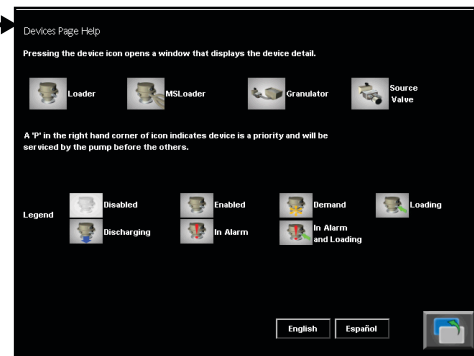 Devices Page Help
Pressing the device icon opens a window that displays the device detail.
Loader
MSLoader
Granulator
Source
Valve
A 'P' in the right hand corner of icon indicates device is a priority and will be
serviced by the pump before the others.
Legend
Disabled
Enabled
Demand
Loading
Discharging
In Alarm
In Alarm
and Loading
English
Español